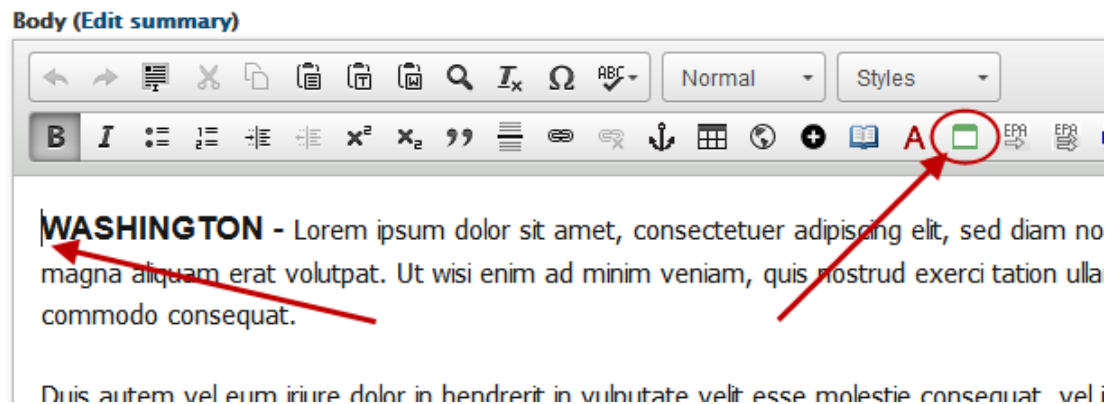 Body (Edit summary)
Normal Styles
B I A EPA EPA
WASHINGTON - Lorem ipsum dolor sit amet, consectetuer adipiscing elit, sed diam no
magna aliquam erat volutpat. Ut wisi enim ad minim veniam, quis nostrud exerci tation ulla
commodo consequat.
Duis autem vel eum iriure dolor in hendrerit in vulputate velit esse molestie consequat, vel i